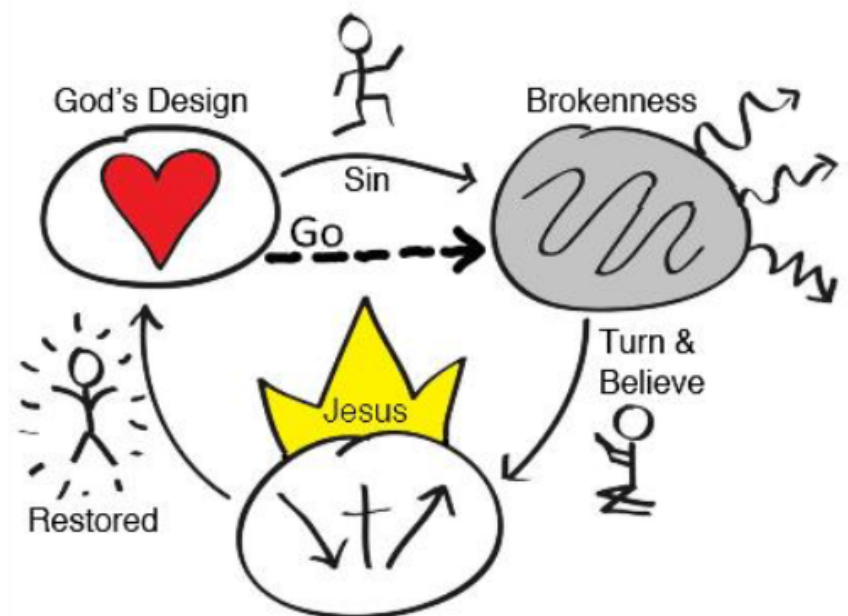 God's Design
Brokenness
Sin
Go
Turn &
Believe
Jesus
Restored